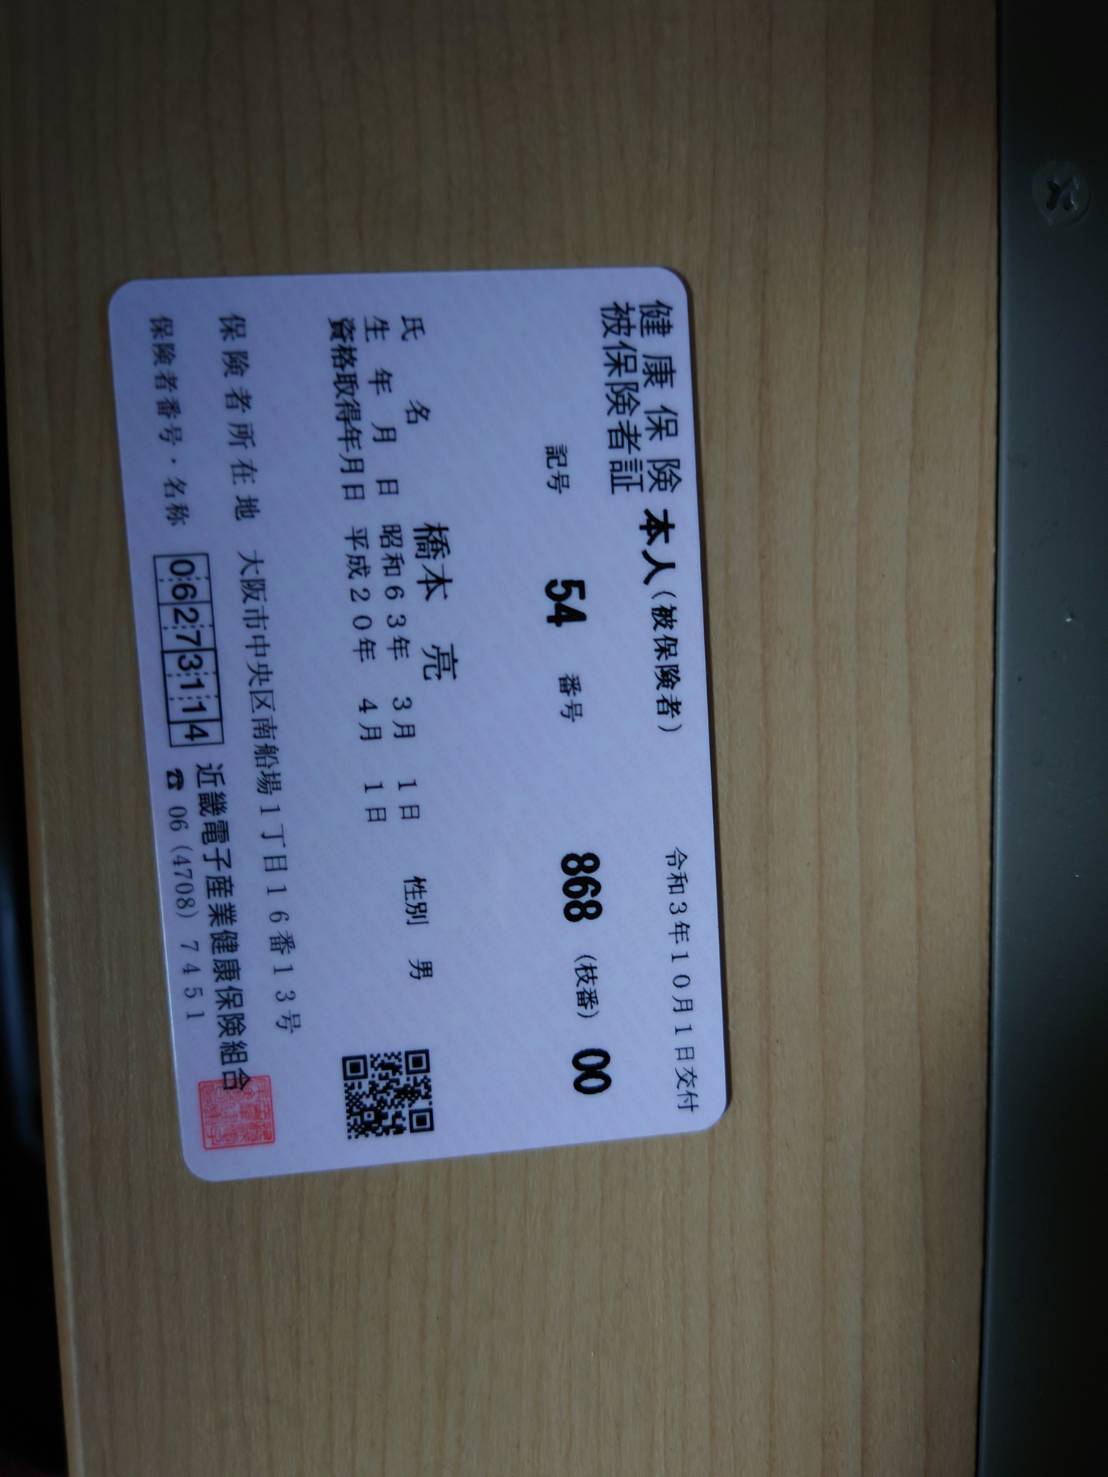 健康保険 本人(被保険者) 令和3年10月1日交付
被保険者証
記号 54 番号 868 (枝番) 00
氏名 橋本 亮
生年月日 昭和63年 3月 1日 性別 男
資格取得年月日 平成20年 4月 1日
保険者所在地 大阪市中央区南船場1丁目16番13号
保険者番号・名称 06273114 近畿電子産業健康保険組合
☎ 06(4708)7451